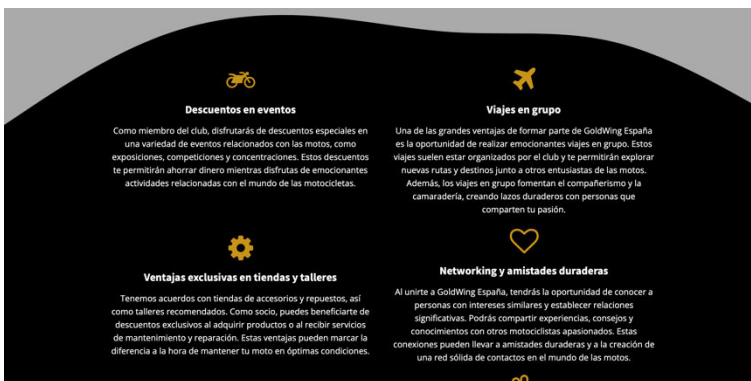 Descuentos en eventos
Como miembro del club, disfrutarás de descuentos especiales en
una variedad de eventos relacionados con las motos, como
exposiciones, competiciones y concentraciones. Estos descuentos
te permitirán ahorrar dinero mientras disfrutas de emocionantes
actividades relacionadas con el mundo de las motocicletas.
Viajes en grupo
Una de las grandes ventajas de formar parte de GoldWing España
es la oportunidad de realizar emocionantes viajes en grupo. Estos
viajes suelen estar organizados por el club y te permitirán explorar
nuevas rutas y destinos junto a otros entusiastas de las motos.
Además, los viajes en grupo fomentan el compañerismo y la
camaradería, creando lazos duraderos con personas que
comparten tu pasión.
Ventajas exclusivas en tiendas y talleres
Tenemos acuerdos con tiendas de accesorios y repuestos, así
como talleres recomendados. Como socio, puedes beneficiarte de
descuentos exclusivos al adquirir productos o al recibir servicios
de mantenimiento y reparación. Estas ventajas pueden marcar la
diferencia a la hora de mantener tu moto en óptimas condiciones.
Networking y amistades duraderas
Al unirte a GoldWing España, tendrás la oportunidad de conocer a
personas con intereses similares y establecer relaciones
significativas. Podrás compartir experiencias, consejos y
conocimientos con otros motociclistas apasionados. Estas
conexiones pueden llevar a amistades duraderas y a la creación de
una red sólida de contactos en el mundo de las motos.